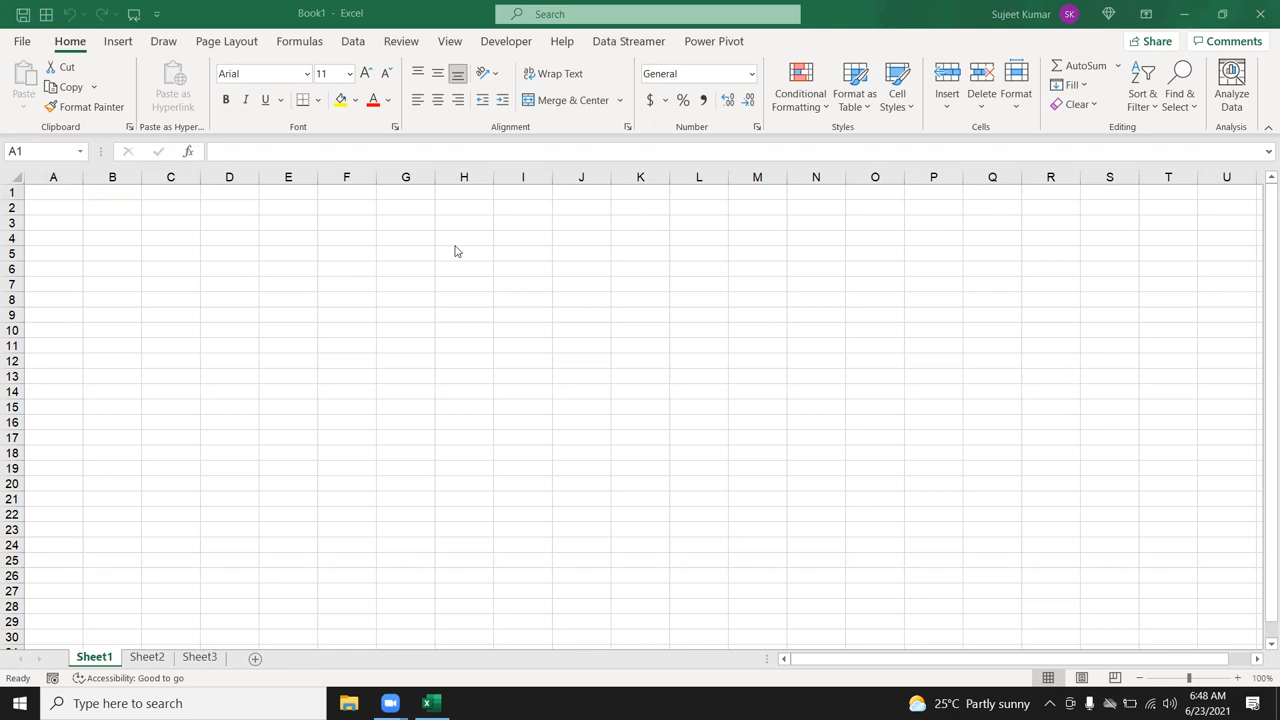 Book1 - Excel
Search
Sujeet Kumar
SK
File Home Insert Draw Page Layout Formulas Data Review View Developer Help Data Streamer Power Pivot Share Comments
Paste
Cut
Copy
Format Painter
Clipboard
Paste as Hyperlink
Paste as Hyper...
Arial 11
B I U
Font
Wrap Text
Merge & Center
Alignment
General
$ % ,
Number
Conditional Formatting
Format as Table
Cell Styles
Styles
Insert Delete Format
Cells
AutoSum
Fill
Clear
Sort & Filter
Find & Select
Editing
Analyze Data
Analysis
A1 fx
A B C D E F G H I J K L M N O P Q R S T U
1
2
3
4
5
6
7
8
9
10
11
12
13
14
15
16
17
18
19
20
21
22
23
24
25
26
27
28
29
30
Sheet1 Sheet2 Sheet3
Ready Accessibility: Good to go 100%
Type here to search
25°C Partly sunny
6:48 AM
6/23/2021